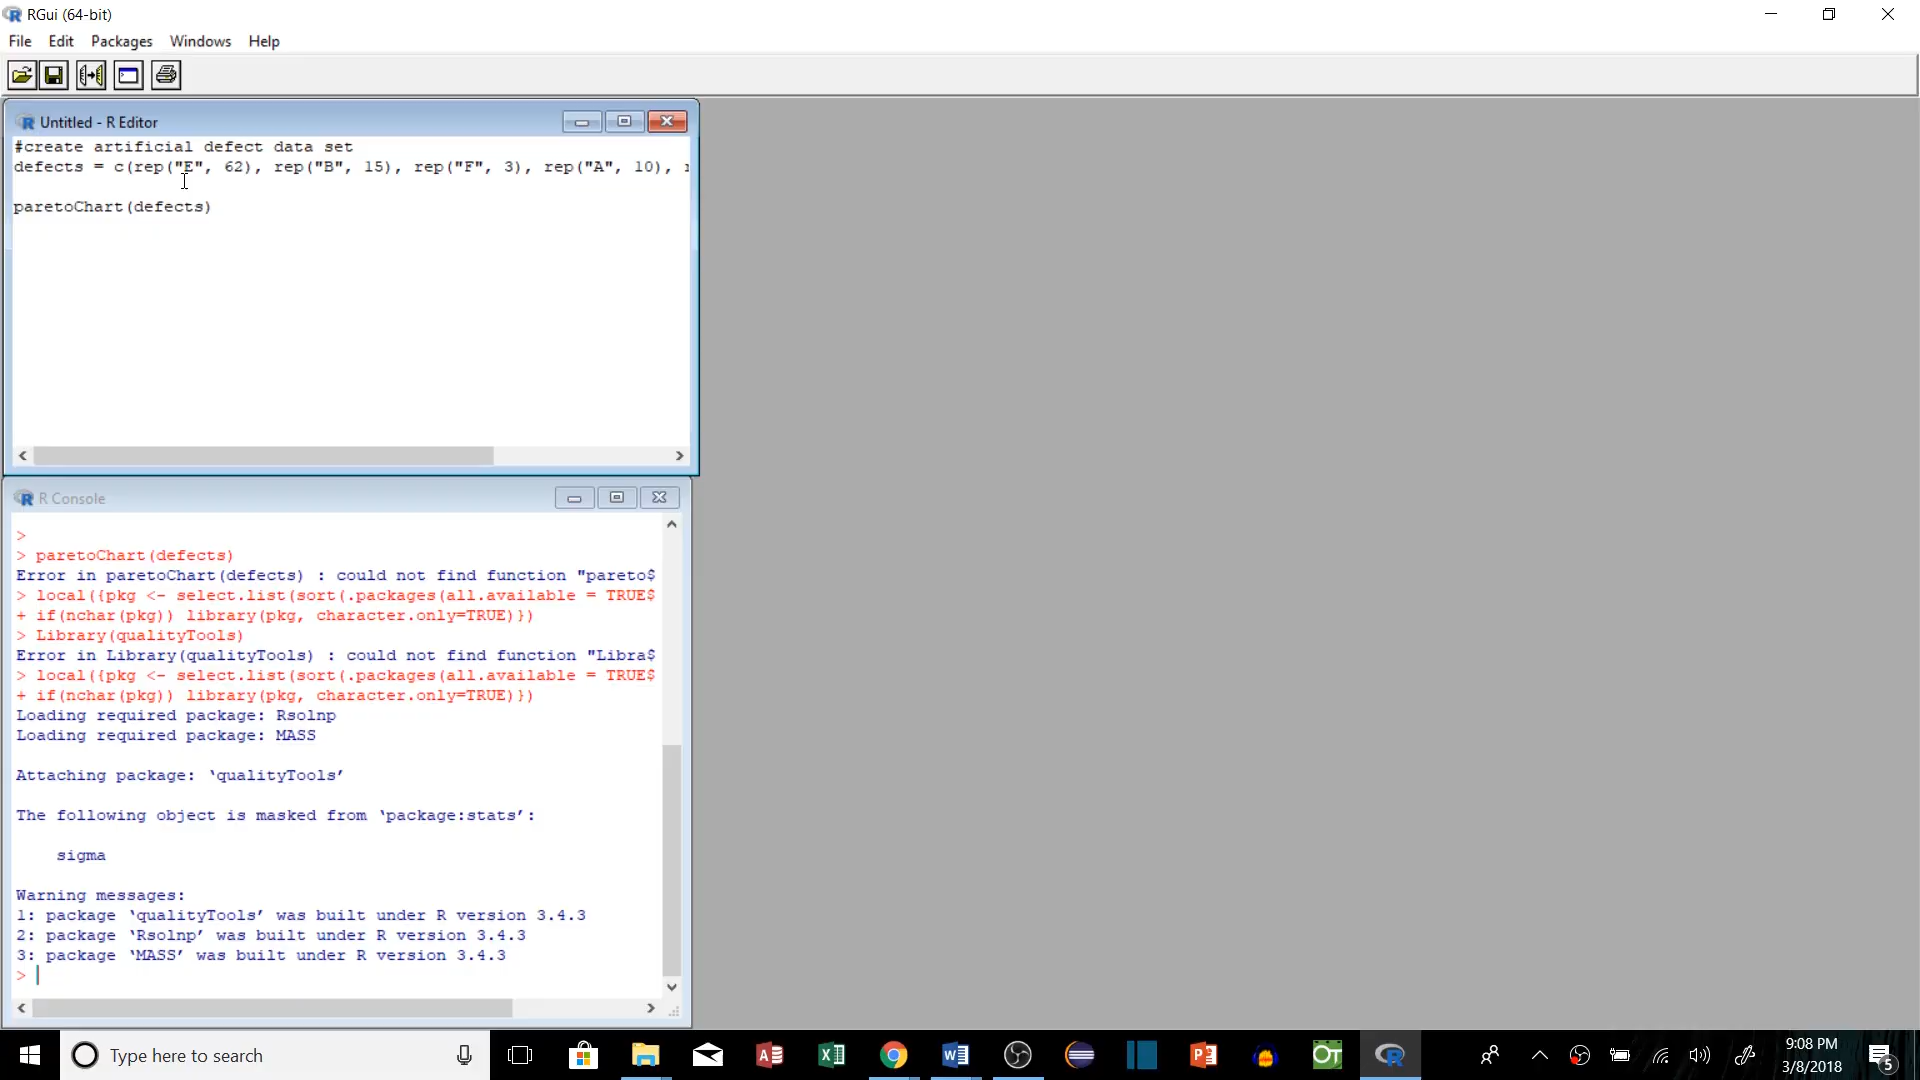 RGui (64-bit)
File Edit Packages Windows Help
Untitled - R Editor
#create artificial defect data set
defects = c(rep("E", 62), rep("B", 15), rep("F", 3), rep("A", 10),
paretoChart(defects)
R Console
>
> paretoChart(defects)
Error in paretoChart(defects) : could not find function "pareto$
> local({pkg <- select.list(sort(.packages(all.available = TRUE$
+ if(nchar(pkg)) library(pkg, character.only=TRUE)})
> Library(qualityTools)
Error in Library(qualityTools) : could not find function "Libra$
> local({pkg <- select.list(sort(.packages(all.available = TRUE$
+ if(nchar(pkg)) library(pkg, character.only=TRUE)})
Loading required package: Rsolnp
Loading required package: MASS
Attaching package: ‘qualityTools’
The following object is masked from ‘package:stats’:
sigma
Warning messages:
1: package ‘qualityTools’ was built under R version 3.4.3
2: package ‘Rsolnp’ was built under R version 3.4.3
3: package ‘MASS’ was built under R version 3.4.3
>
Type here to search
9:08 PM
3/8/2018
5